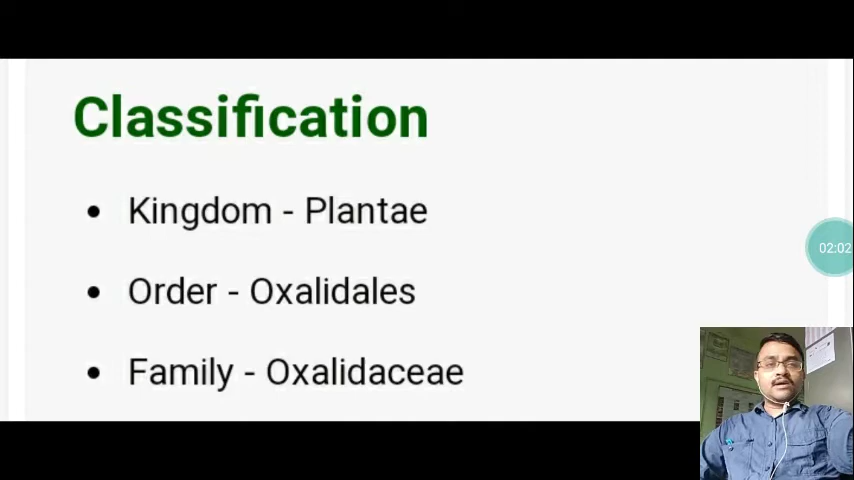 Classification
• Kingdom - Plantae
• Order - Oxalidales
• Family - Oxalidaceae
02:02